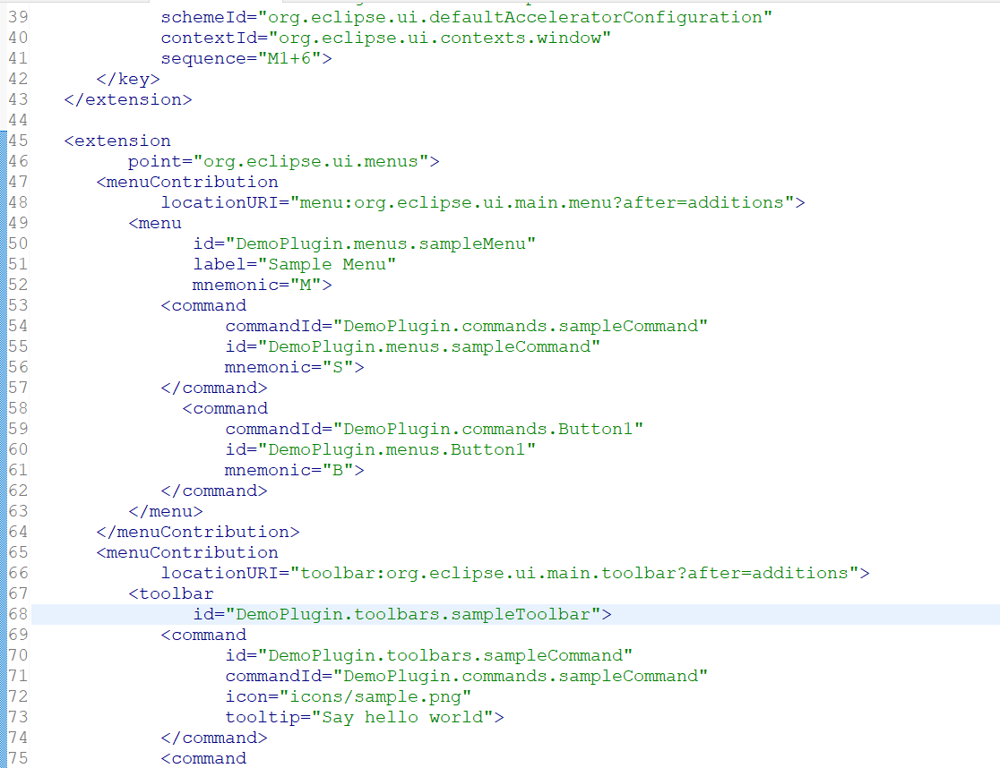 39 schemeId="org.eclipse.ui.defaultAcceleratorConfiguration"
40 contextId="org.eclipse.ui.contexts.window"
41 sequence="M1+6">
42 </key>
43 </extension>
44
45 <extension
46 point="org.eclipse.ui.menus">
47 <menuContribution
48 locationURI="menu:org.eclipse.ui.main.menu?after=additions">
49 <menu
50 id="DemoPlugin.menus.sampleMenu"
51 label="Sample Menu"
52 mnemonic="M">
53 <command
54 commandId="DemoPlugin.commands.sampleCommand"
55 id="DemoPlugin.menus.sampleCommand"
56 mnemonic="S">
57 </command>
58 <command
59 commandId="DemoPlugin.commands.Button1"
60 id="DemoPlugin.menus.Button1"
61 mnemonic="B">
62 </command>
63 </menu>
64 </menuContribution>
65 <menuContribution
66 locationURI="toolbar:org.eclipse.ui.main.toolbar?after=additions">
67 <toolbar
68 id="DemoPlugin.toolbars.sampleToolbar">
69 <command
70 id="DemoPlugin.toolbars.sampleCommand"
71 commandId="DemoPlugin.commands.sampleCommand"
72 icon="icons/sample.png"
73 tooltip="Say hello world">
74 </command>
75 <command